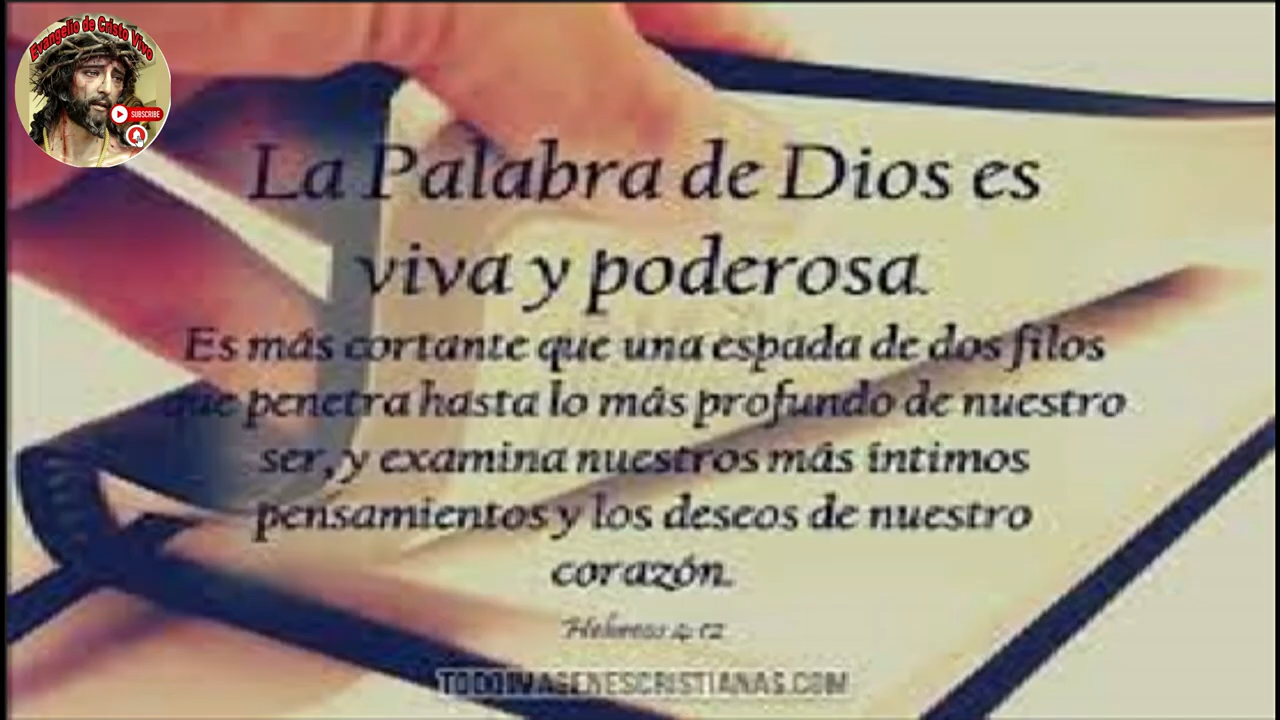 Evangelio de Cristo Vivo
SUBSCRIBE
La Palabra de Dios es
viva y poderosa.
Es más cortante que una espada de dos filos
que penetra hasta lo más profundo de nuestro
ser, y examina nuestros más íntimos
pensamientos y los deseos de nuestro
corazón.
Hebreos 4:12
TODOIMAGENESCRISTIANAS.COM